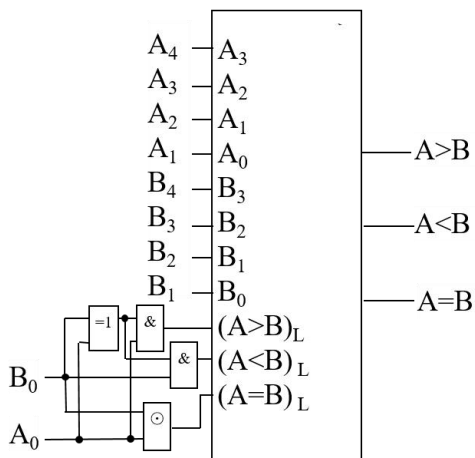 A₄ A₃
A₃ A₂
A₂ A₁
A₁ A₀
B₄ B₃
B₃ B₂
B₂ B₁
B₁ B₀
=1 & (A>B)L
& (A<B) L
⊙ (A=B) L
B₀
A₀
A>B
A<B
A=B